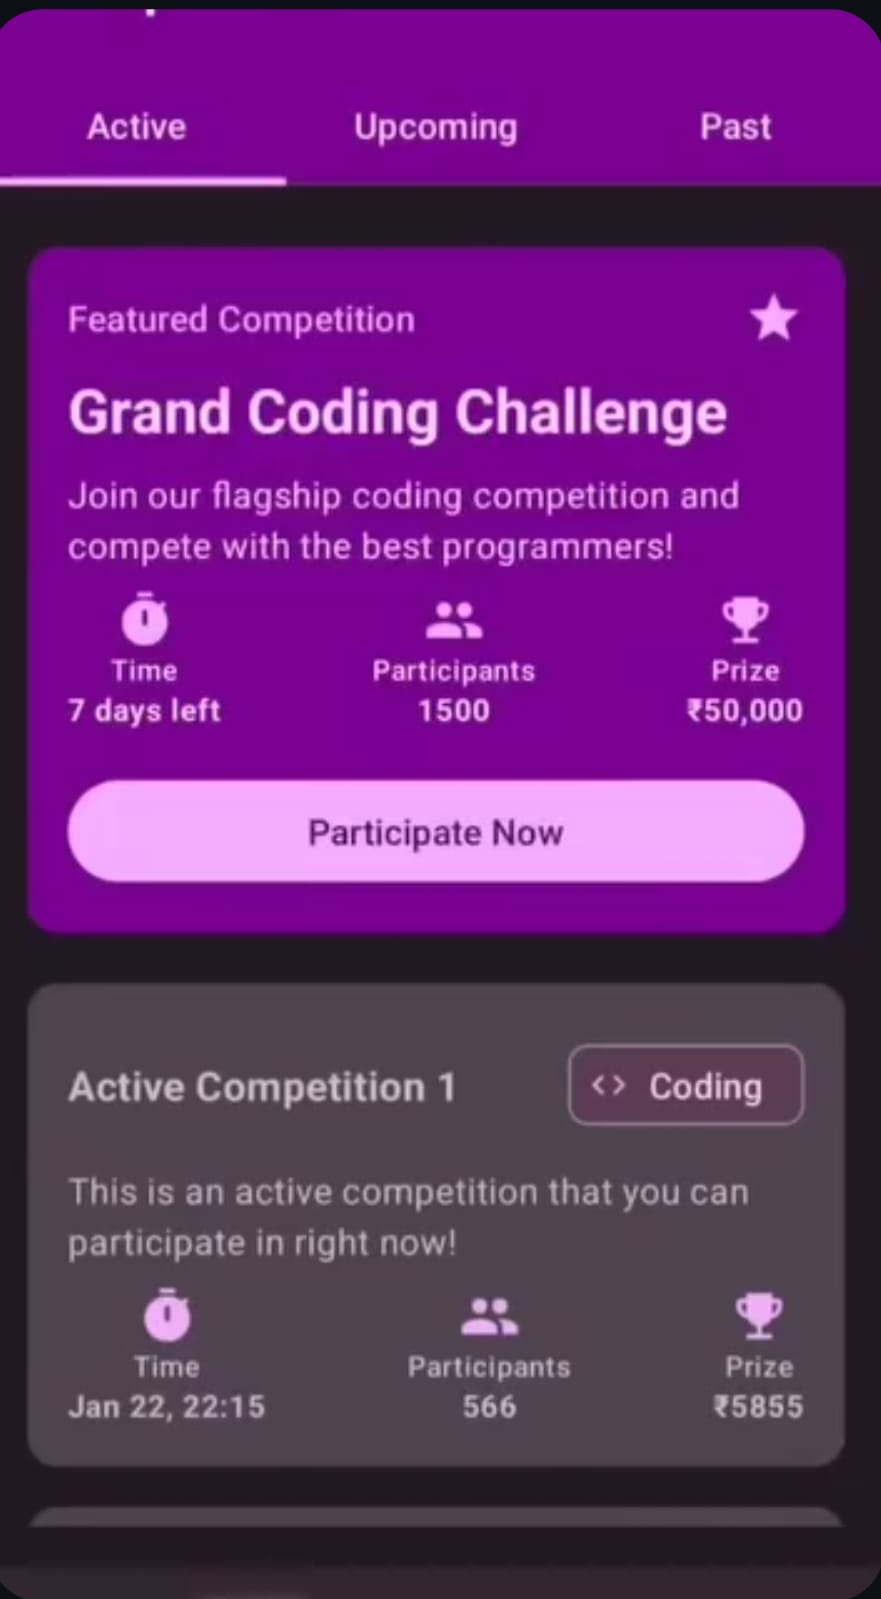 Active
Upcoming
Past
Featured Competition
Grand Coding Challenge
Join our flagship coding competition and
compete with the best programmers!
Time
Participants
Prize
7 days left
1500
₹50,000
Participate Now
Active Competition 1
<> Coding
This is an active competition that you can
participate in right now!
Time
Participants
Prize
Jan 22, 22:15
566
₹5855